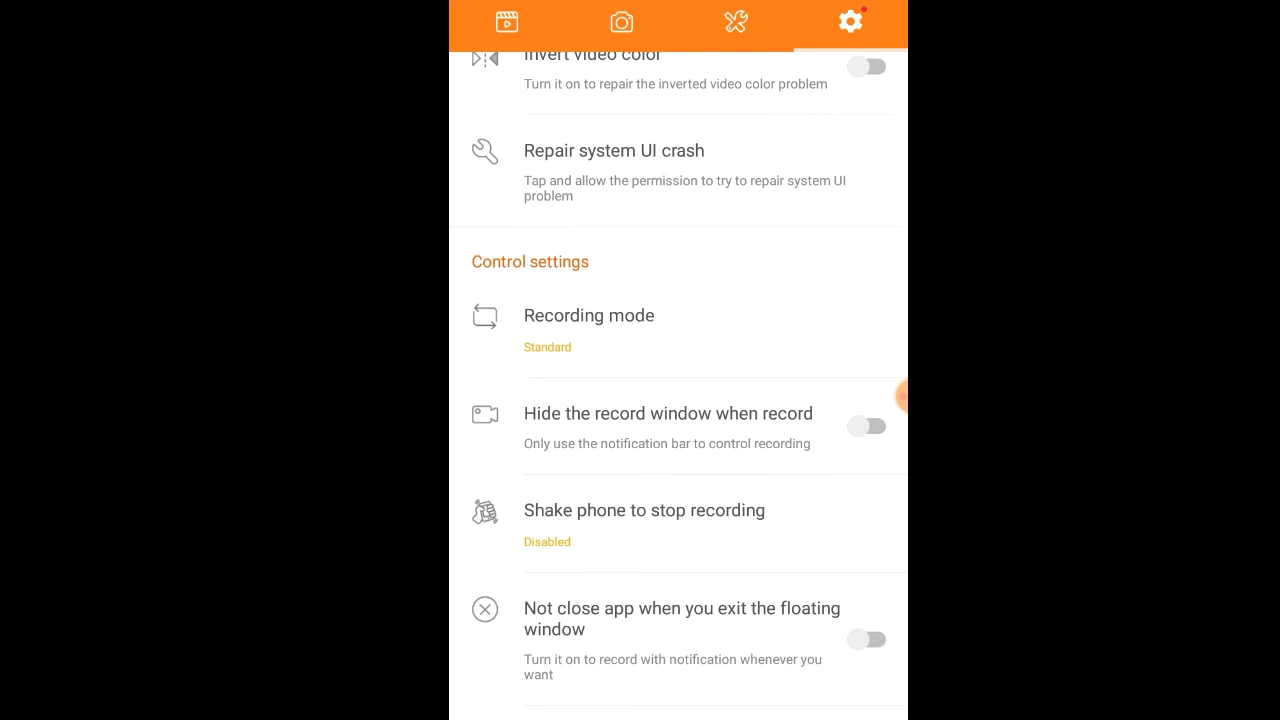 Invert video color
Turn it on to repair the inverted video color problem
Repair system UI crash
Tap and allow the permission to try to repair system UI
problem
Control settings
Recording mode
Standard
Hide the record window when record
Only use the notification bar to control recording
Shake phone to stop recording
Disabled
Not close app when you exit the floating
window
Turn it on to record with notification whenever you
want